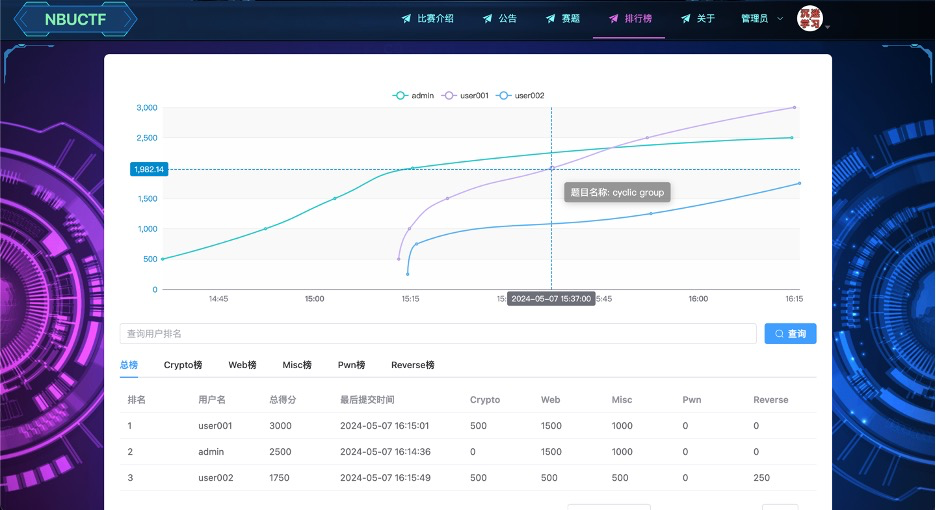 NBUCTF 比赛介绍 公告 赛题 排行榜 关于 管理员 沉迷学习
admin user001 user002
3,000
2,500
1,982.14
题目名称: cyclic group
1,500
1,000
500
0
14:45 15:00 15:15 2024-05-07 15:37:00 16:00 16:15
查询用户排名 查询
总榜 Crypto榜 Web榜 Misc榜 Pwn榜 Reverse榜
排名 用户名 总得分 最后提交时间 Crypto Web Misc Pwn Reverse
1 user001 3000 2024-05-07 16:15:01 500 1500 1000 0 0
2 admin 2500 2024-05-07 16:14:36 0 1500 1000 0 0
3 user002 1750 2024-05-07 16:15:49 500 500 500 0 250